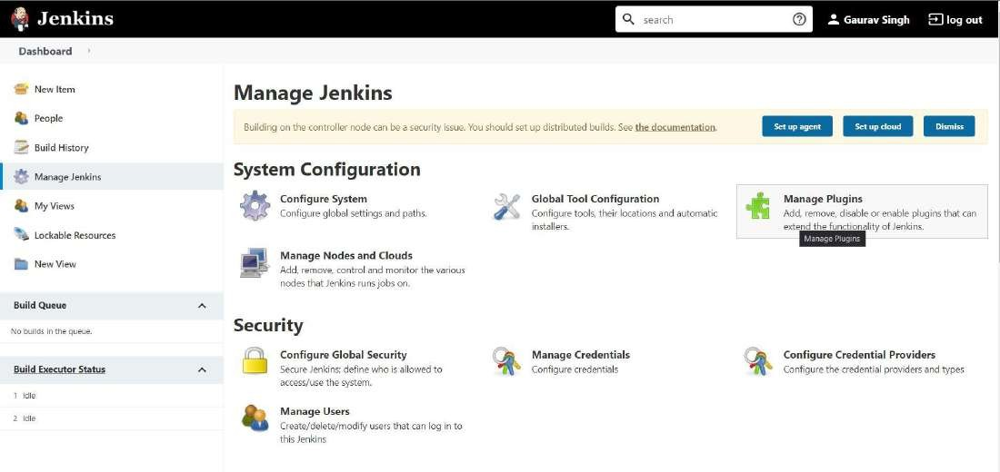 Jenkins
search
Gaurav Singh
log out
Dashboard
New Item
People
Build History
Manage Jenkins
My Views
Lockable Resources
New View
Build Queue
No builds in the queue.
Build Executor Status
1 Idle
2 Idle
Manage Jenkins
Building on the controller node can be a security issue. You should set up distributed builds. See the documentation.
Set up agent
Set up cloud
Dismiss
System Configuration
Configure System
Configure global settings and paths.
Global Tool Configuration
Configure tools, their locations and automatic
installers.
Manage Plugins
Add, remove, disable or enable plugins that can
extend the functionality of Jenkins.
Manage Plugins
Manage Nodes and Clouds
Add, remove, control and monitor the various
nodes that Jenkins runs jobs on.
Security
Configure Global Security
Secure Jenkins; define who is allowed to
access/use the system.
Manage Credentials
Configure credentials
Configure Credential Providers
Configure the credential providers and types
Manage Users
Create/delete/modify users that can log in to
this Jenkins